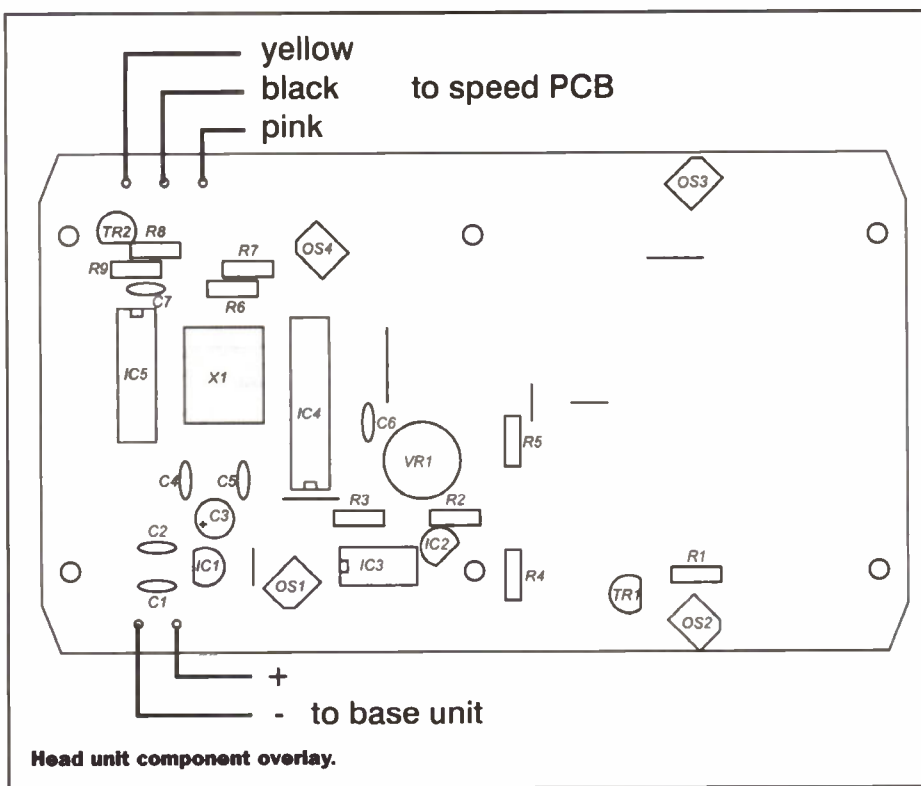 yellow
black to speed PCB
pink
OS3
TR2
R8
OS4
R9
R7
C7
R6
IC5
X1
IC4
C6
R5
VR1
C4
C5
R3
R2
C3
+
C2
IC2
IC1
IC3
R1
C1
OS1
R4
TR1
OS2
+
- to base unit
Head unit component overlay.